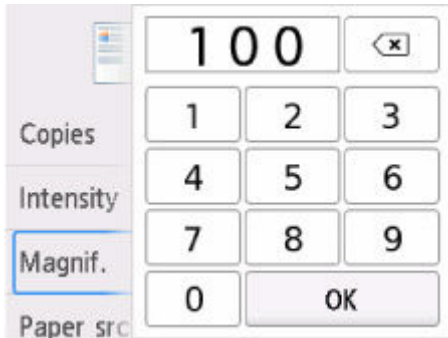 100
Copies
Intensity
Magnif.
Paper src
1 2 3
4 5 6
7 8 9
0 OK